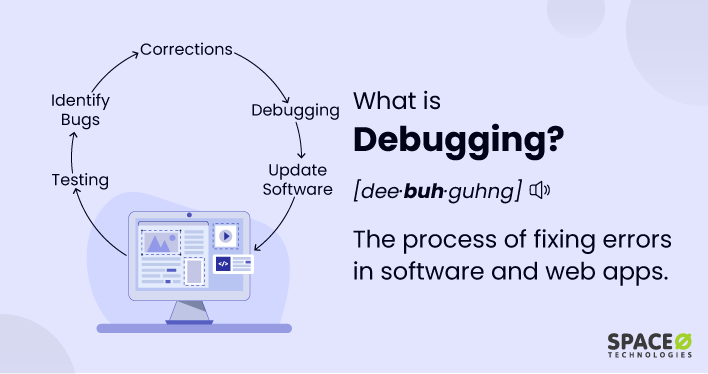 Corrections
Identify
Bugs
Debugging
Testing
Update
Software
</>
What is
Debugging?
[dee·buh·guhng]
The process of fixing errors
in software and web apps.
SPACEØ
TECHNOLOGIES